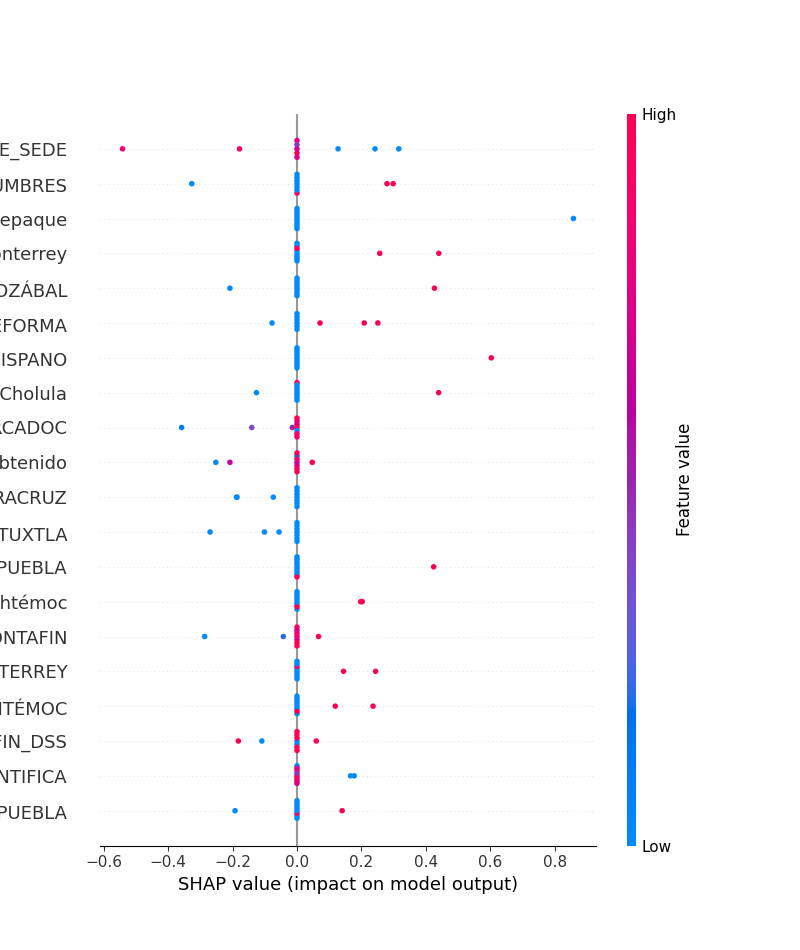 High
E_SEDE
UMBRES
epaque
onterrey
OZÁBAL
EFORMA
ISPANO
Cholula
RCADOC
btenido
RACRUZ
TUXTLA
PUEBLA
htémoc
ONTAFIN
TERREY
HTÉMOC
FIN_DSS
NTIFICA
PUEBLA
Feature value
Low
−0.6 −0.4 −0.2 0.0 0.2 0.4 0.6 0.8
SHAP value (impact on model output)